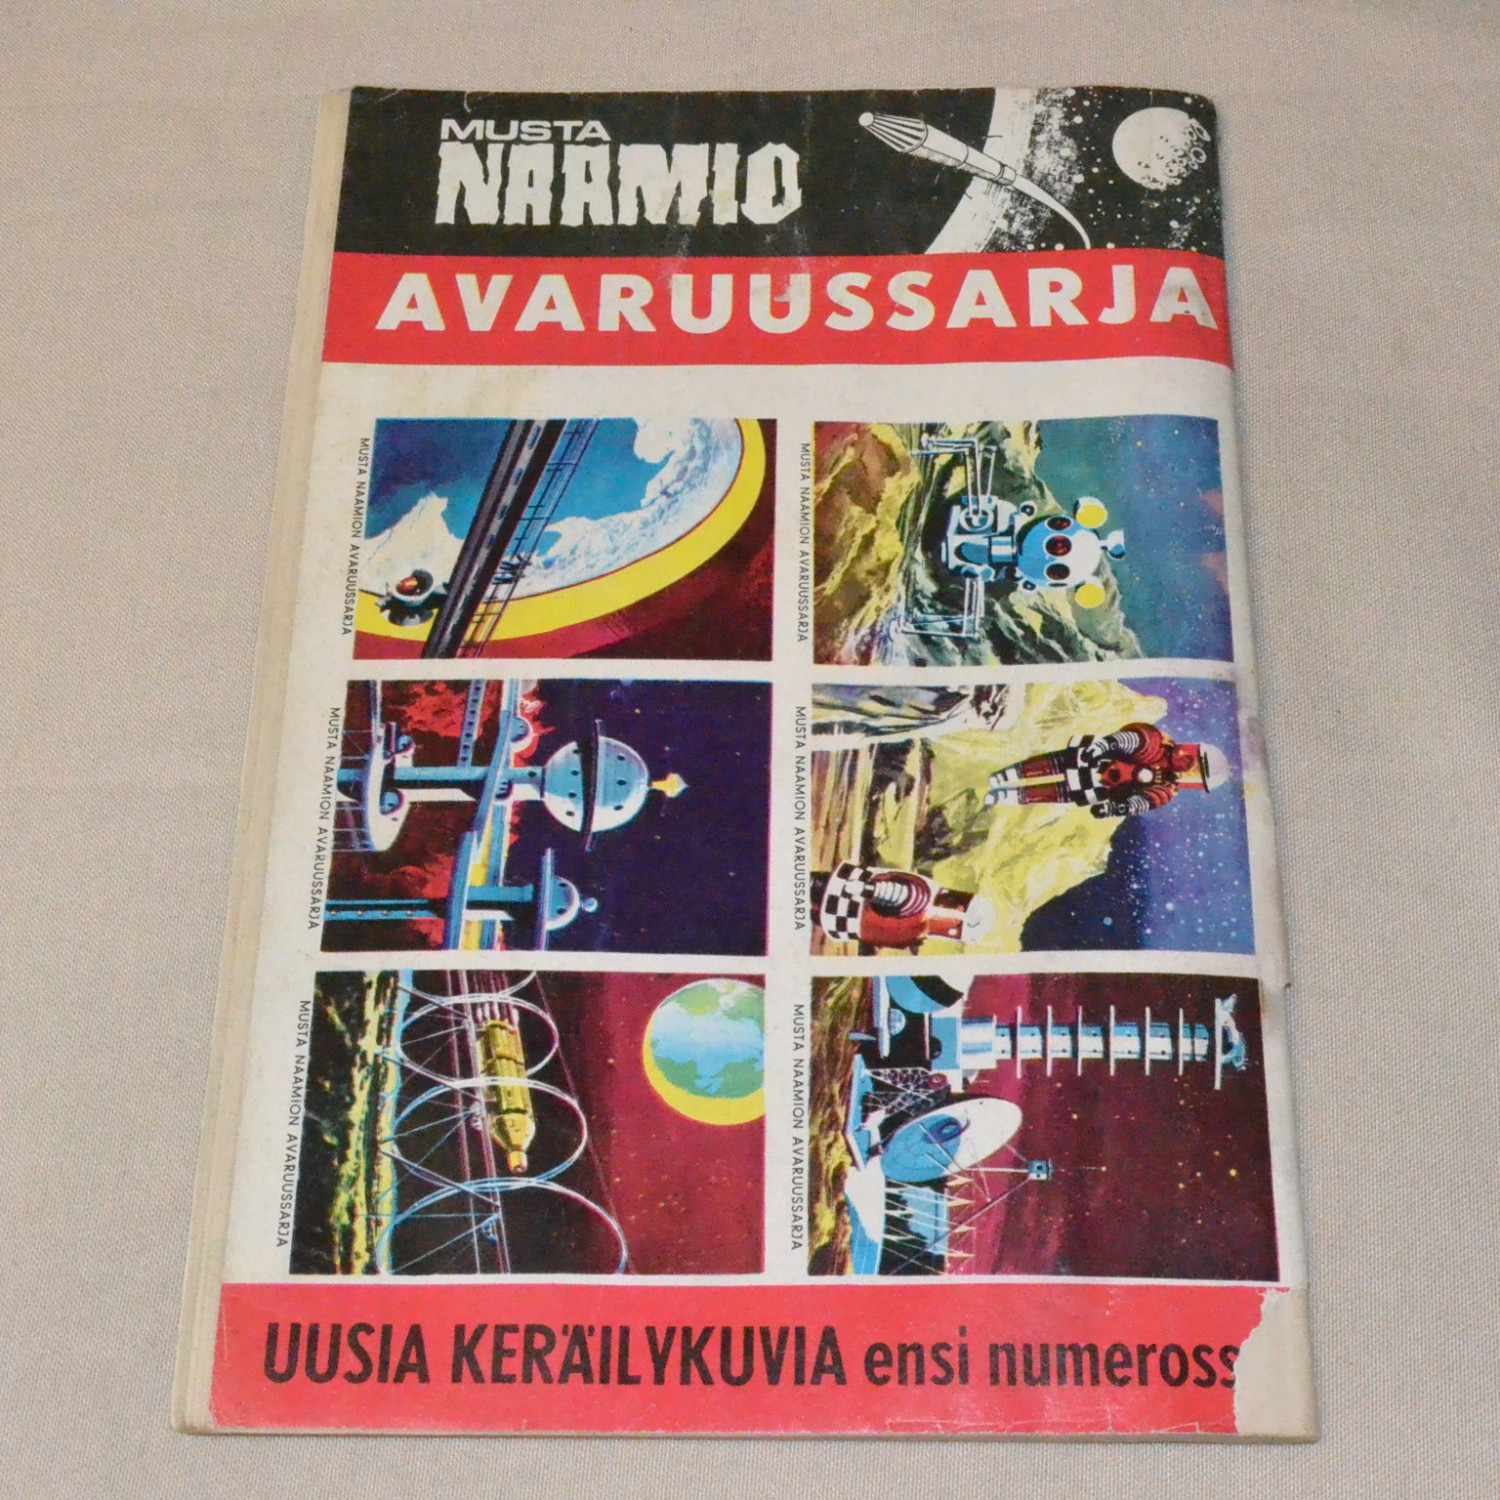 MUSTA
NAAMIO
AVARUUSSARJA
MUSTA NAAMION AVARUUSSARJA
MUSTA NAAMION AVARUUSSARJA
MUSTA NAAMION AVARUUSSARJA
MUSTA NAAMION AVARUUSSARJA
MUSTA NAAMION AVARUUSSARJA
MUSTA NAAMION AVARUUSSARJA
UUSIA KERÄILYKUVIA ensi numeross